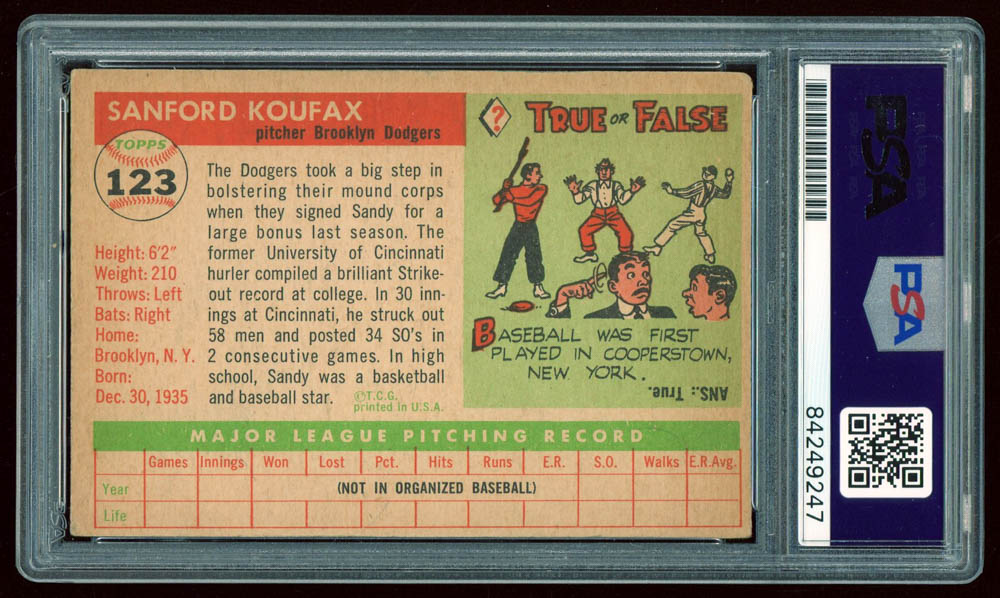 SANFORD KOUFAX
pitcher Brooklyn Dodgers
TOPPS
123
Height: 6'2"
Weight: 210
Throws: Left
Bats: Right
Home:
Brooklyn, N. Y.
Born:
Dec. 30, 1935
The Dodgers took a big step in
bolstering their mound corps
when they signed Sandy for a
large bonus last season. The
former University of Cincinnati
hurler compiled a brilliant Strike-
out record at college. In 30 inn-
ings at Cincinnati, he struck out
58 men and posted 34 SO's in
2 consecutive games. In high
school, Sandy was a basketball
and baseball star.
©T.C.G.
printed in U.S.A.
?
TRUE OR FALSE
BASEBALL WAS FIRST
PLAYED IN COOPERSTOWN,
NEW YORK.
ANS.: True.
MAJOR LEAGUE PITCHING RECORD
Games Innings Won Lost Pct. Hits Runs E.R. S.O. Walks E.R.Avg.
Year (NOT IN ORGANIZED BASEBALL)
Life
PSA
PSA
84249247